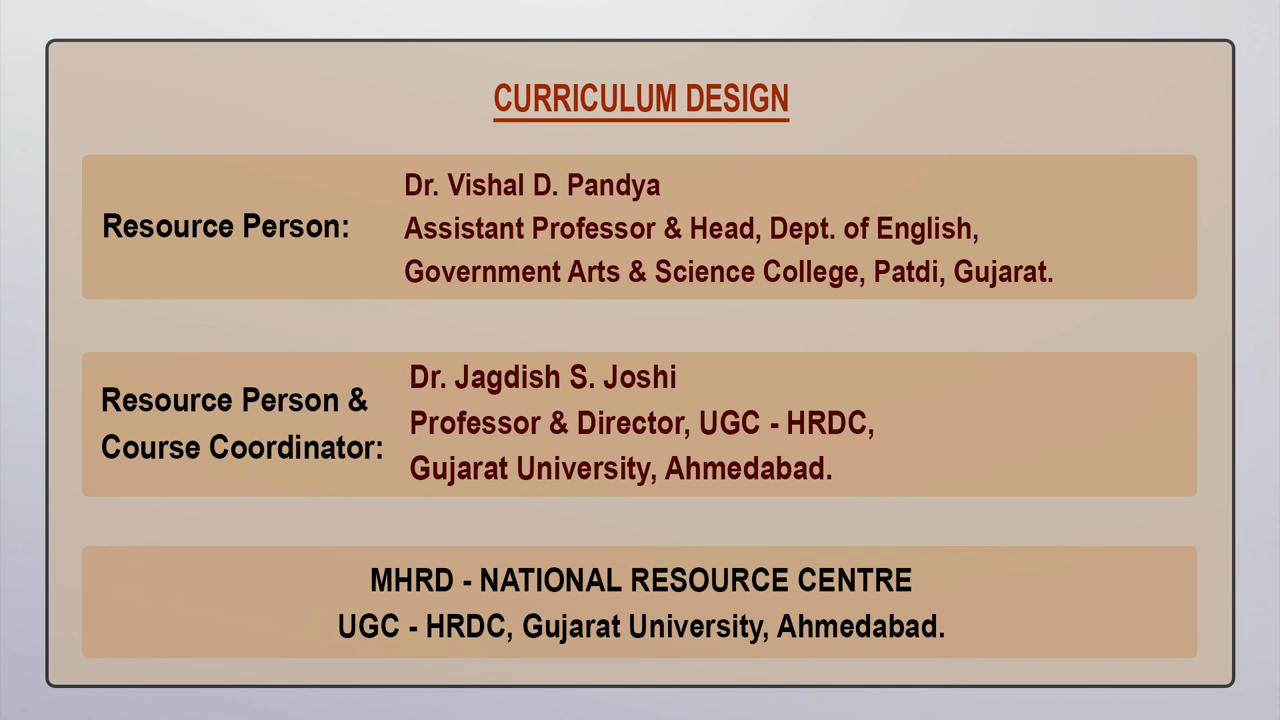 CURRICULUM DESIGN
Resource Person:
Dr. Vishal D. Pandya
Assistant Professor & Head, Dept. of English,
Government Arts & Science College, Patdi, Gujarat.
Resource Person &
Course Coordinator:
Dr. Jagdish S. Joshi
Professor & Director, UGC - HRDC,
Gujarat University, Ahmedabad.
MHRD - NATIONAL RESOURCE CENTRE
UGC - HRDC, Gujarat University, Ahmedabad.